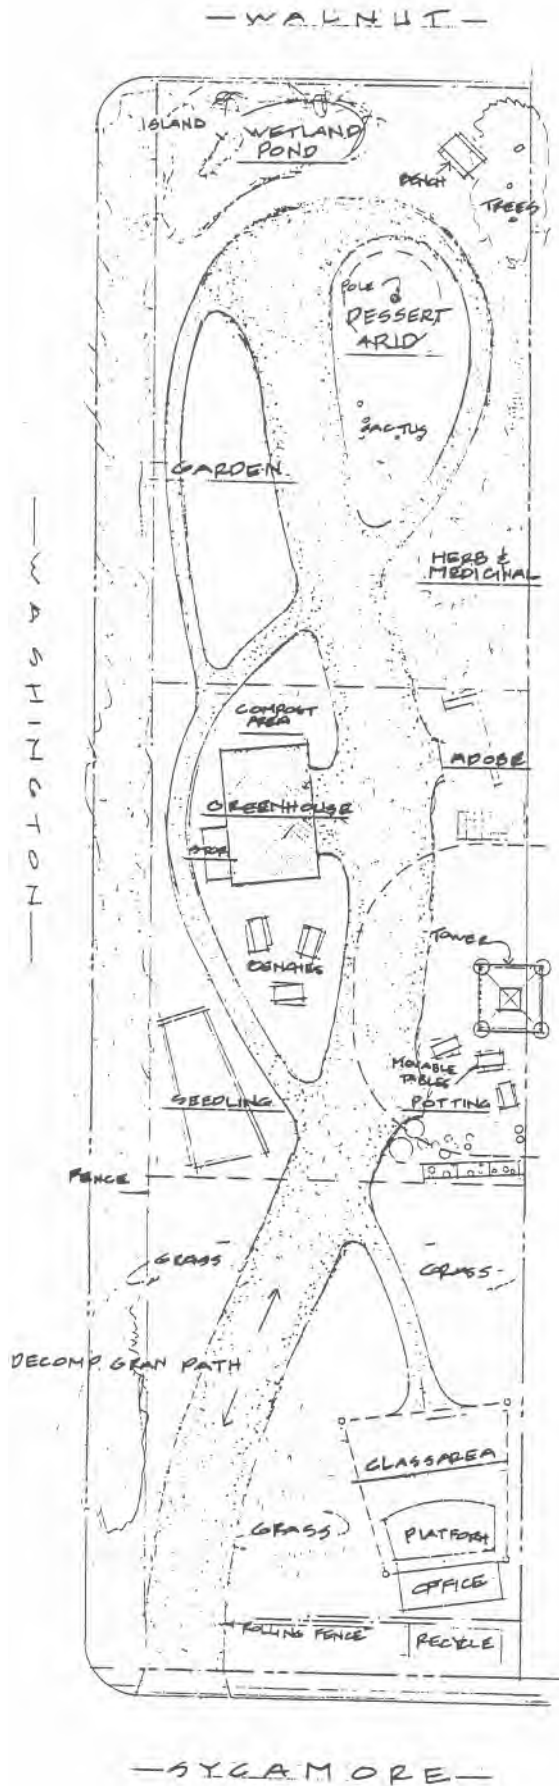 —WALNUT—
ISLAND
WETLAND
POND
BENCH
TREES
POLE
DESSERT
ARID
CACTUS
GARDEN
HERB &
MEDICINAL
—WASHINGTON—
COMPOST
AREA
ADOBE
GREENHOUSE
STOR
TOWER
BENCHES
MOVABLE
TABLES
SEEDLING
POTTING
FENCE
GRASS
GRASS
DECOMP. GRAN PATH
CLASSAREA
GRASS
PLATFORM
OFFICE
ROLLING FENCE
RECYCLE
—SYCAMORE—